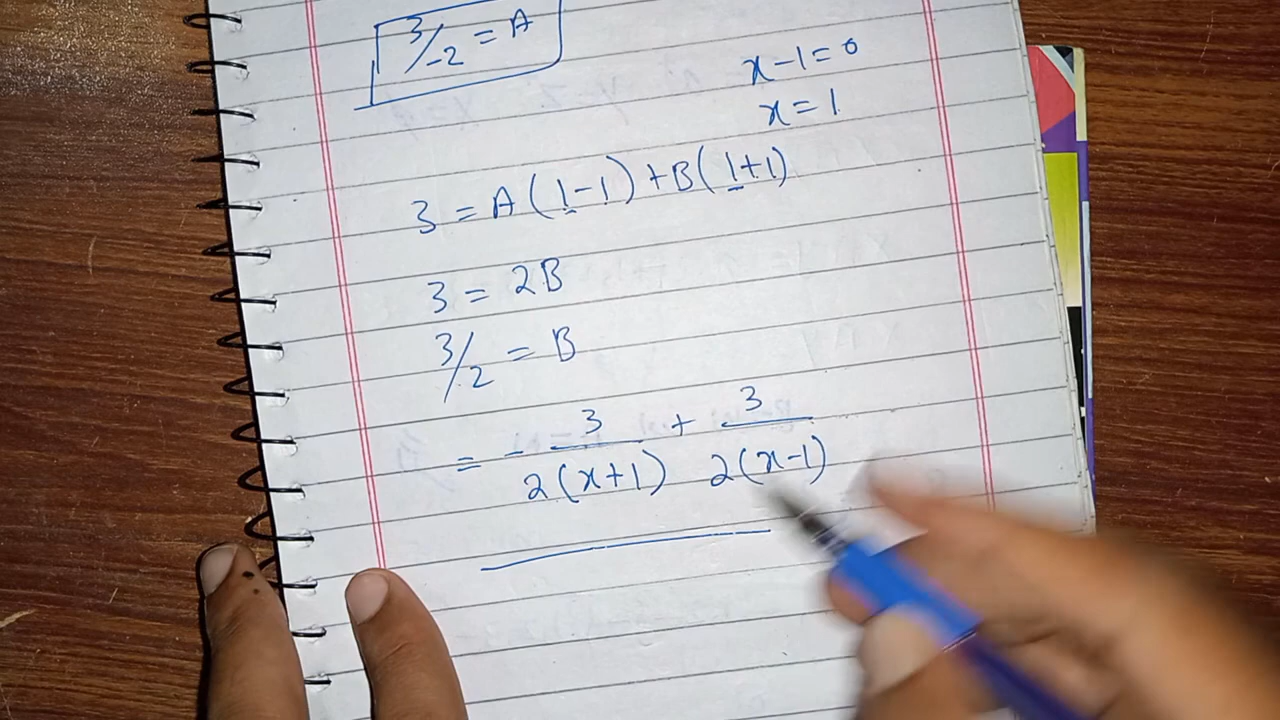 3/-2 = A
x-1=0
x=1
3 = A(1-1)+B(1+1)
3 = 2B
3/2 = B
= - 3/2(x+1) + 3/2(x-1)